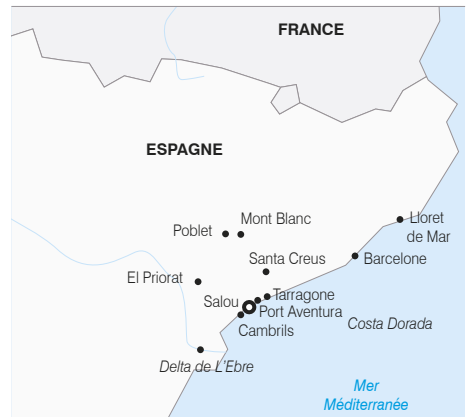 FRANCE
ESPAGNE
Mont Blanc
Poblet
Lloret
de Mar
Santa Creus
Barcelone
El Priorat
Tarragone
Salou
Port Aventura
Cambrils
Costa Dorada
Delta de L'Ebre
Mer
Méditerranée